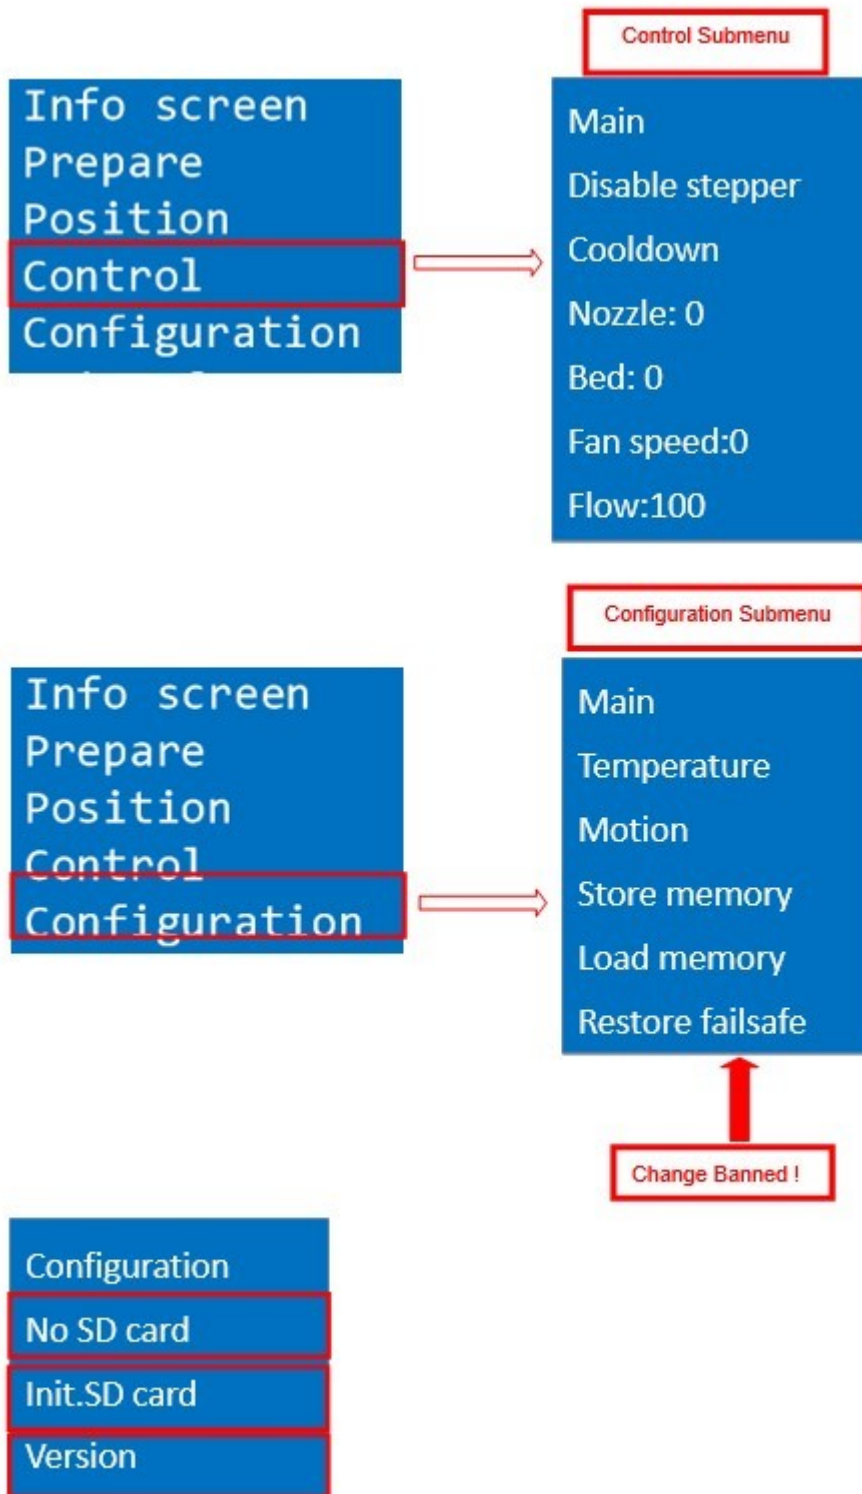 Control Submenu
Info screen
Prepare
Position
Control
Configuration
Main
Disable stepper
Cooldown
Nozzle: 0
Bed: 0
Fan speed:0
Flow:100
Configuration Submenu
Info screen
Prepare
Position
Control
Configuration
Main
Temperature
Motion
Store memory
Load memory
Restore failsafe
Change Banned !
Configuration
No SD card
Init.SD card
Version